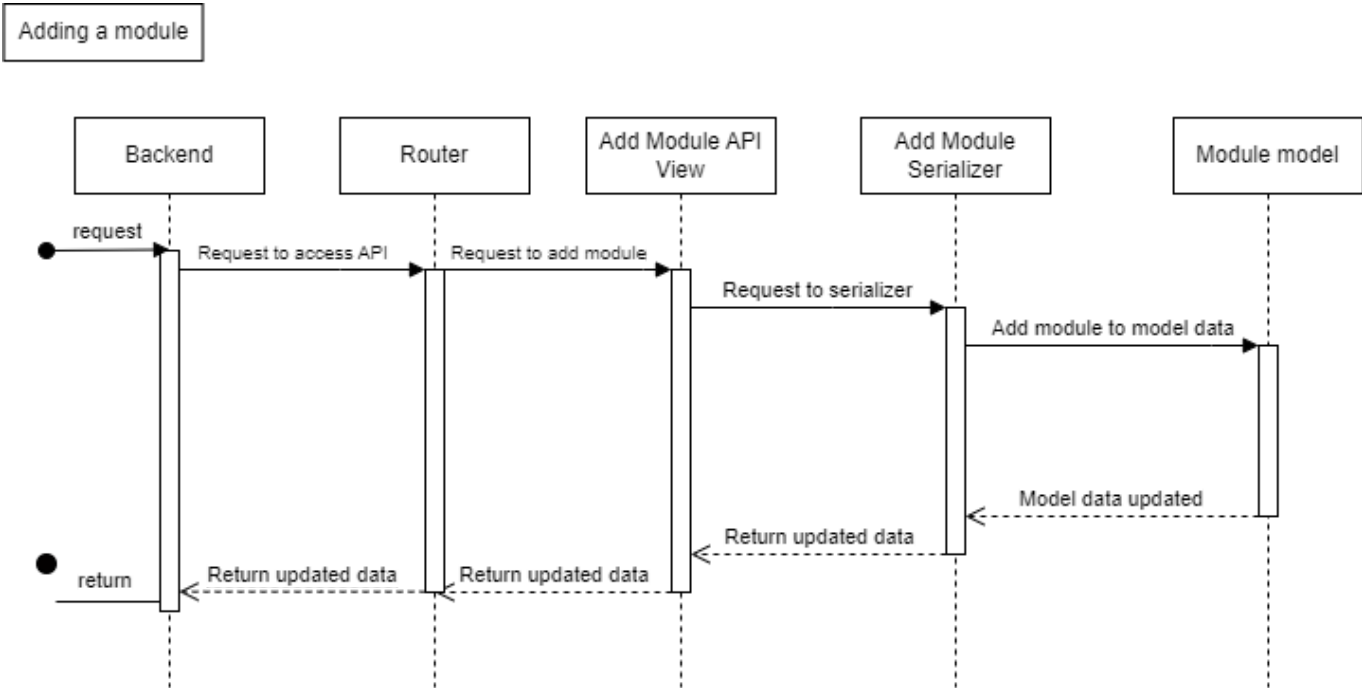 Adding a module
Backend
Router
Add Module API
View
Add Module
Serializer
Module model
request
Request to access API
Request to add module
Request to serializer
Add module to model data
Model data updated
Return updated data
Return updated data
Return updated data
return